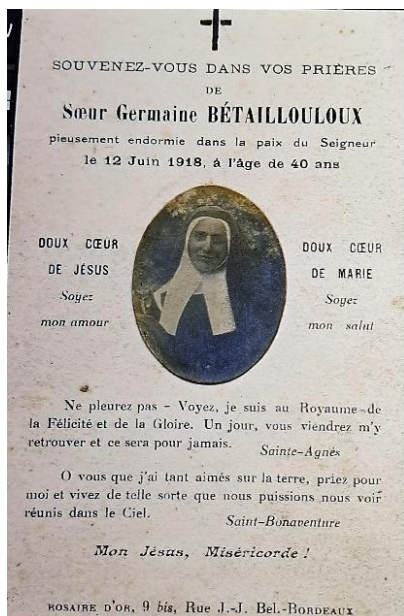 SOUVENEZ-VOUS DANS VOS PRIÈRES
DE
Sœur Germaine BÉTAILLOULOUX
pieusement endormie dans la paix du Seigneur
le 12 Juin 1918, à l'âge de 40 ans
DOUX CŒUR
DE JÉSUS
Soyez
mon amour
DOUX CŒUR
DE MARIE
Soyez
mon salut
Ne pleurez pas - Voyez, je suis au Royaume de
la Félicité et de la Gloire. Un jour, vous viendrez m'y
retrouver et ce sera pour jamais.
Sainte-Agnès
O vous que j'ai tant aimés sur la terre, priez pour
moi et vivez de telle sorte que nous puissions nous voir
réunis dans le Ciel.
Saint-Bonaventure
Mon Jésus, Miséricorde !
ROSAIRE D'OR, 9 bis, Rue J.-J. Bel.-BORDEAUX